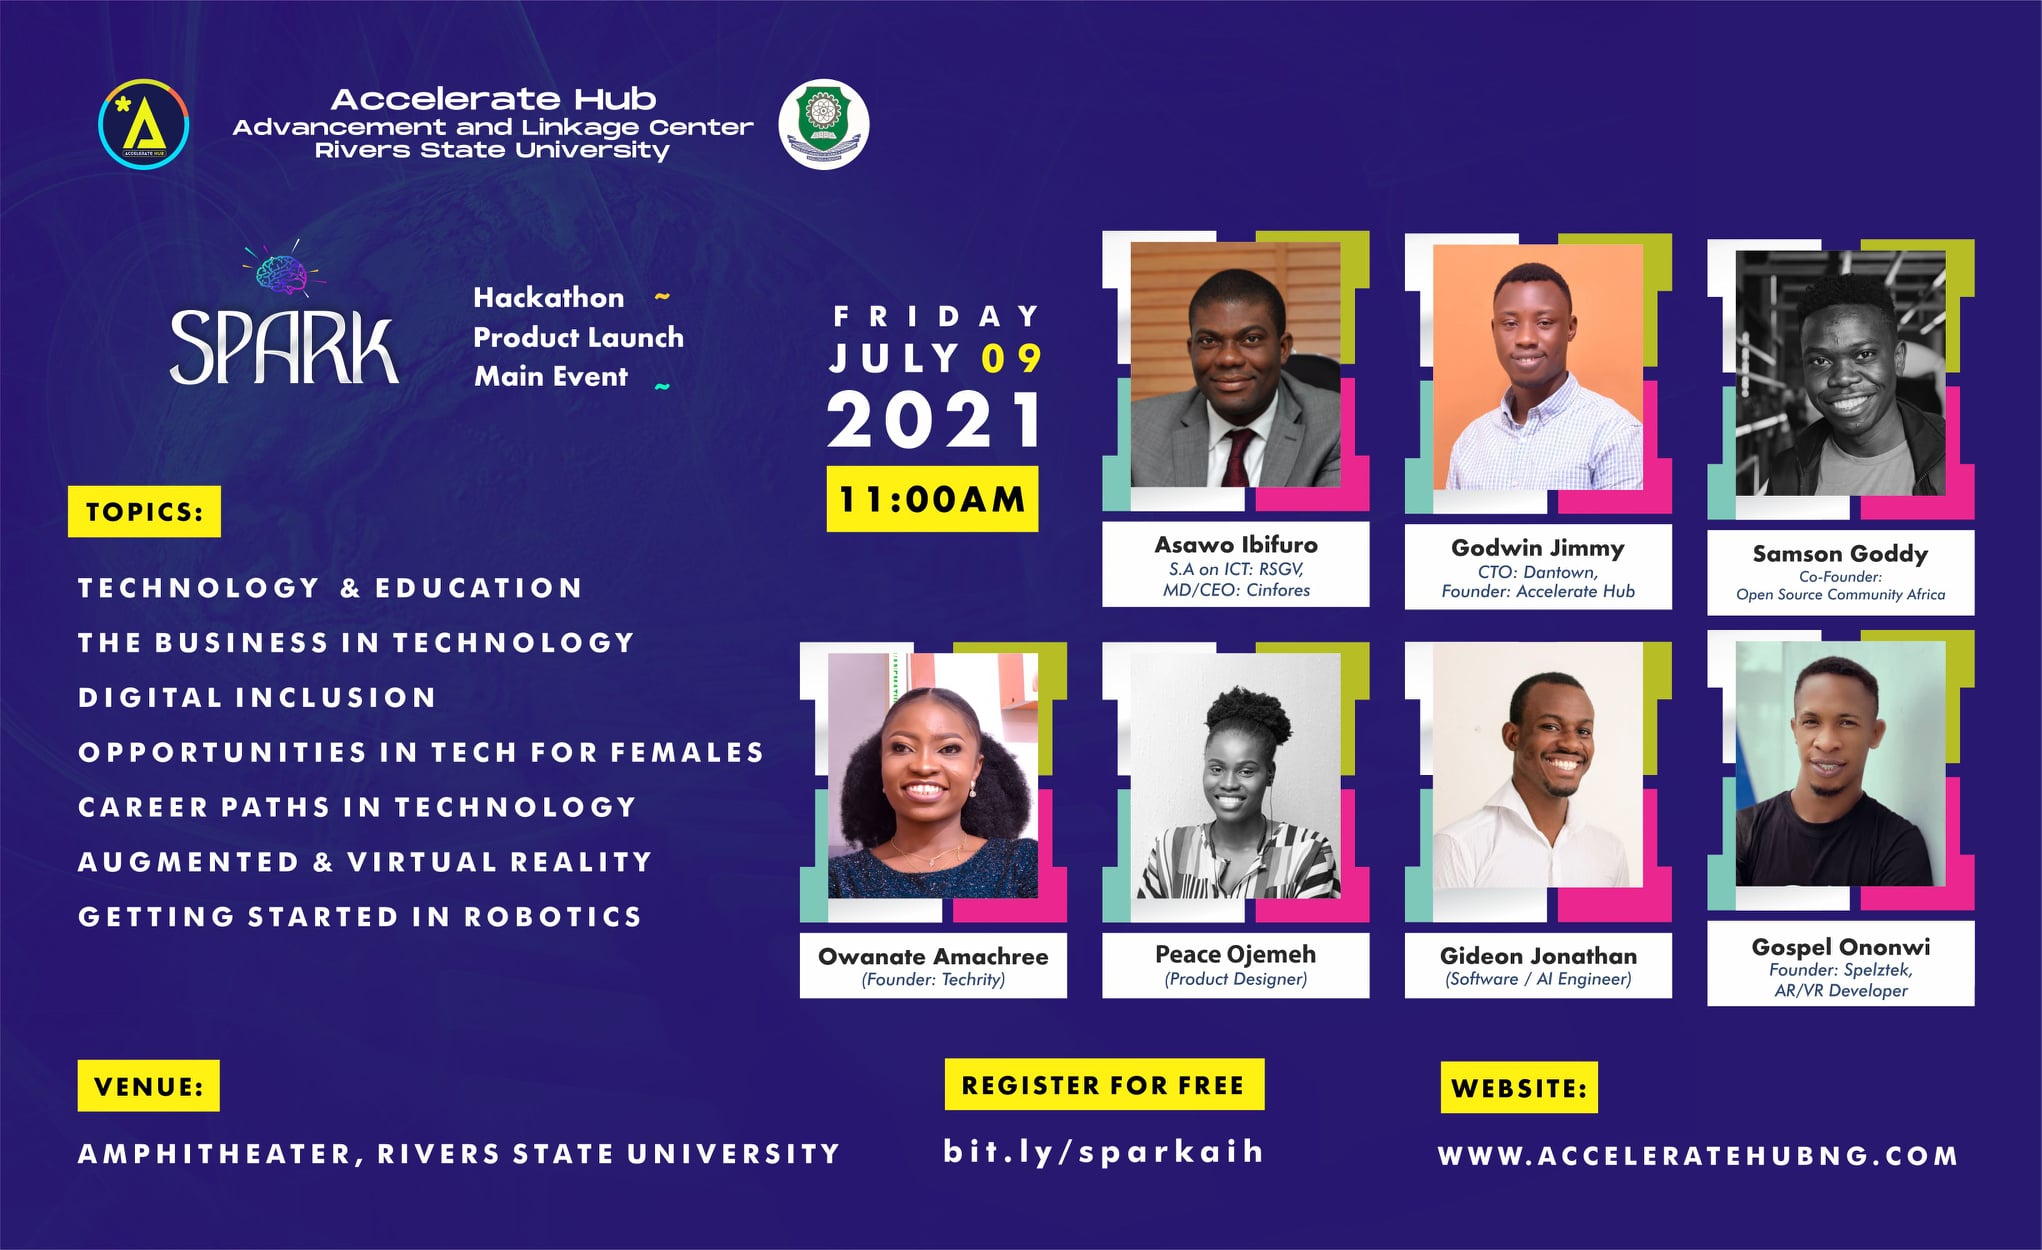 Accelerate Hub
Advancement and Linkage Center
Rivers State University
ACCELERATE HUB
SPARK
Hackathon ~
Product Launch
Main Event ~
FRIDAY
JULY 09
2021
11:00AM
TOPICS:
TECHNOLOGY & EDUCATION
THE BUSINESS IN TECHNOLOGY
DIGITAL INCLUSION
OPPORTUNITIES IN TECH FOR FEMALES
CAREER PATHS IN TECHNOLOGY
AUGMENTED & VIRTUAL REALITY
GETTING STARTED IN ROBOTICS
Asawo Ibifuro
S.A on ICT: RSGV,
MD/CEO: Cinfores
Godwin Jimmy
CTO: Dantown,
Founder: Accelerate Hub
Samson Goddy
Co-Founder:
Open Source Community Africa
Owanate Amachree
(Founder: Techrity)
Peace Ojemeh
(Product Designer)
Gideon Jonathan
(Software / AI Engineer)
Gospel Ononwi
Founder: Spelztek,
AR/VR Developer
VENUE:
AMPHITHEATER, RIVERS STATE UNIVERSITY
REGISTER FOR FREE
bit.ly/sparkaih
WEBSITE:
WWW.ACCELERATEHUBNG.COM